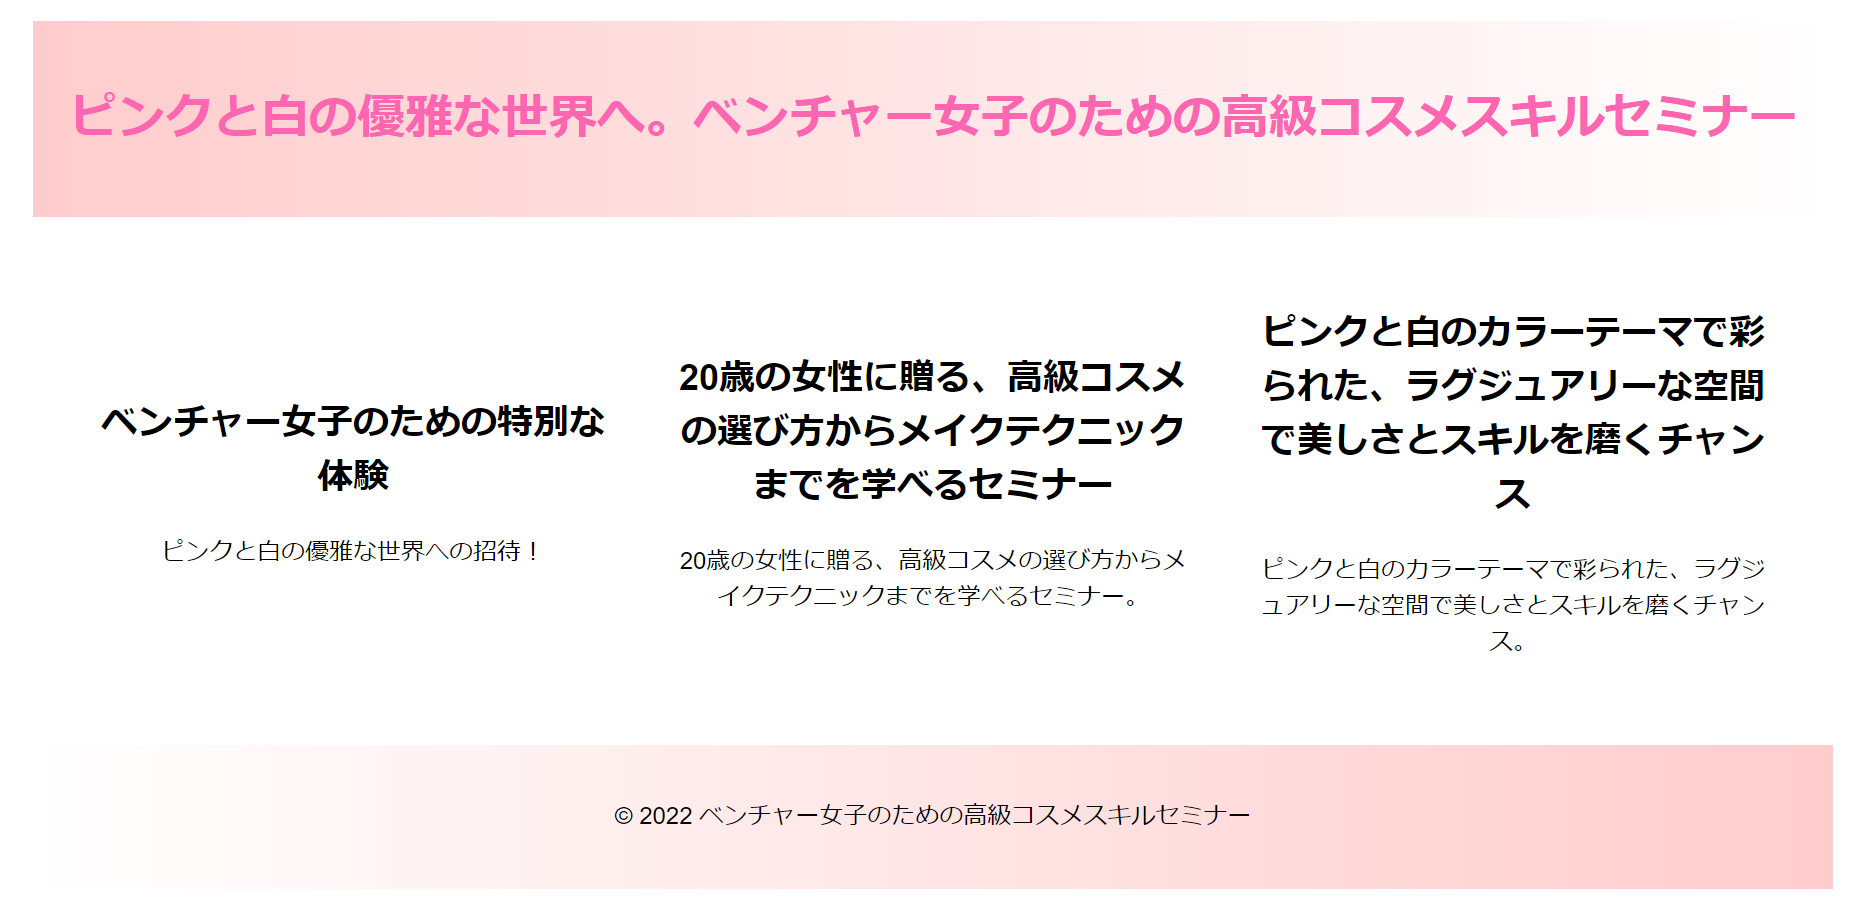 ピンクと白の優雅な世界へ。ベンチャー女子のための高級コスメスキルセミナー
ベンチャー女子のための特別な
体験
ピンクと白の優雅な世界への招待！
20歳の女性に贈る、高級コスメ
の選び方からメイクテクニック
までを学べるセミナー
20歳の女性に贈る、高級コスメの選び方からメ
イクテクニックまでを学べるセミナー。
ピンクと白のカラーテーマで彩
られた、ラグジュアリーな空間
で美しさとスキルを磨くチャン
ス
ピンクと白のカラーテーマで彩られた、ラグジ
ュアリーな空間で美しさとスキルを磨くチャン
ス。
© 2022 ベンチャー女子のための高級コスメスキルセミナー